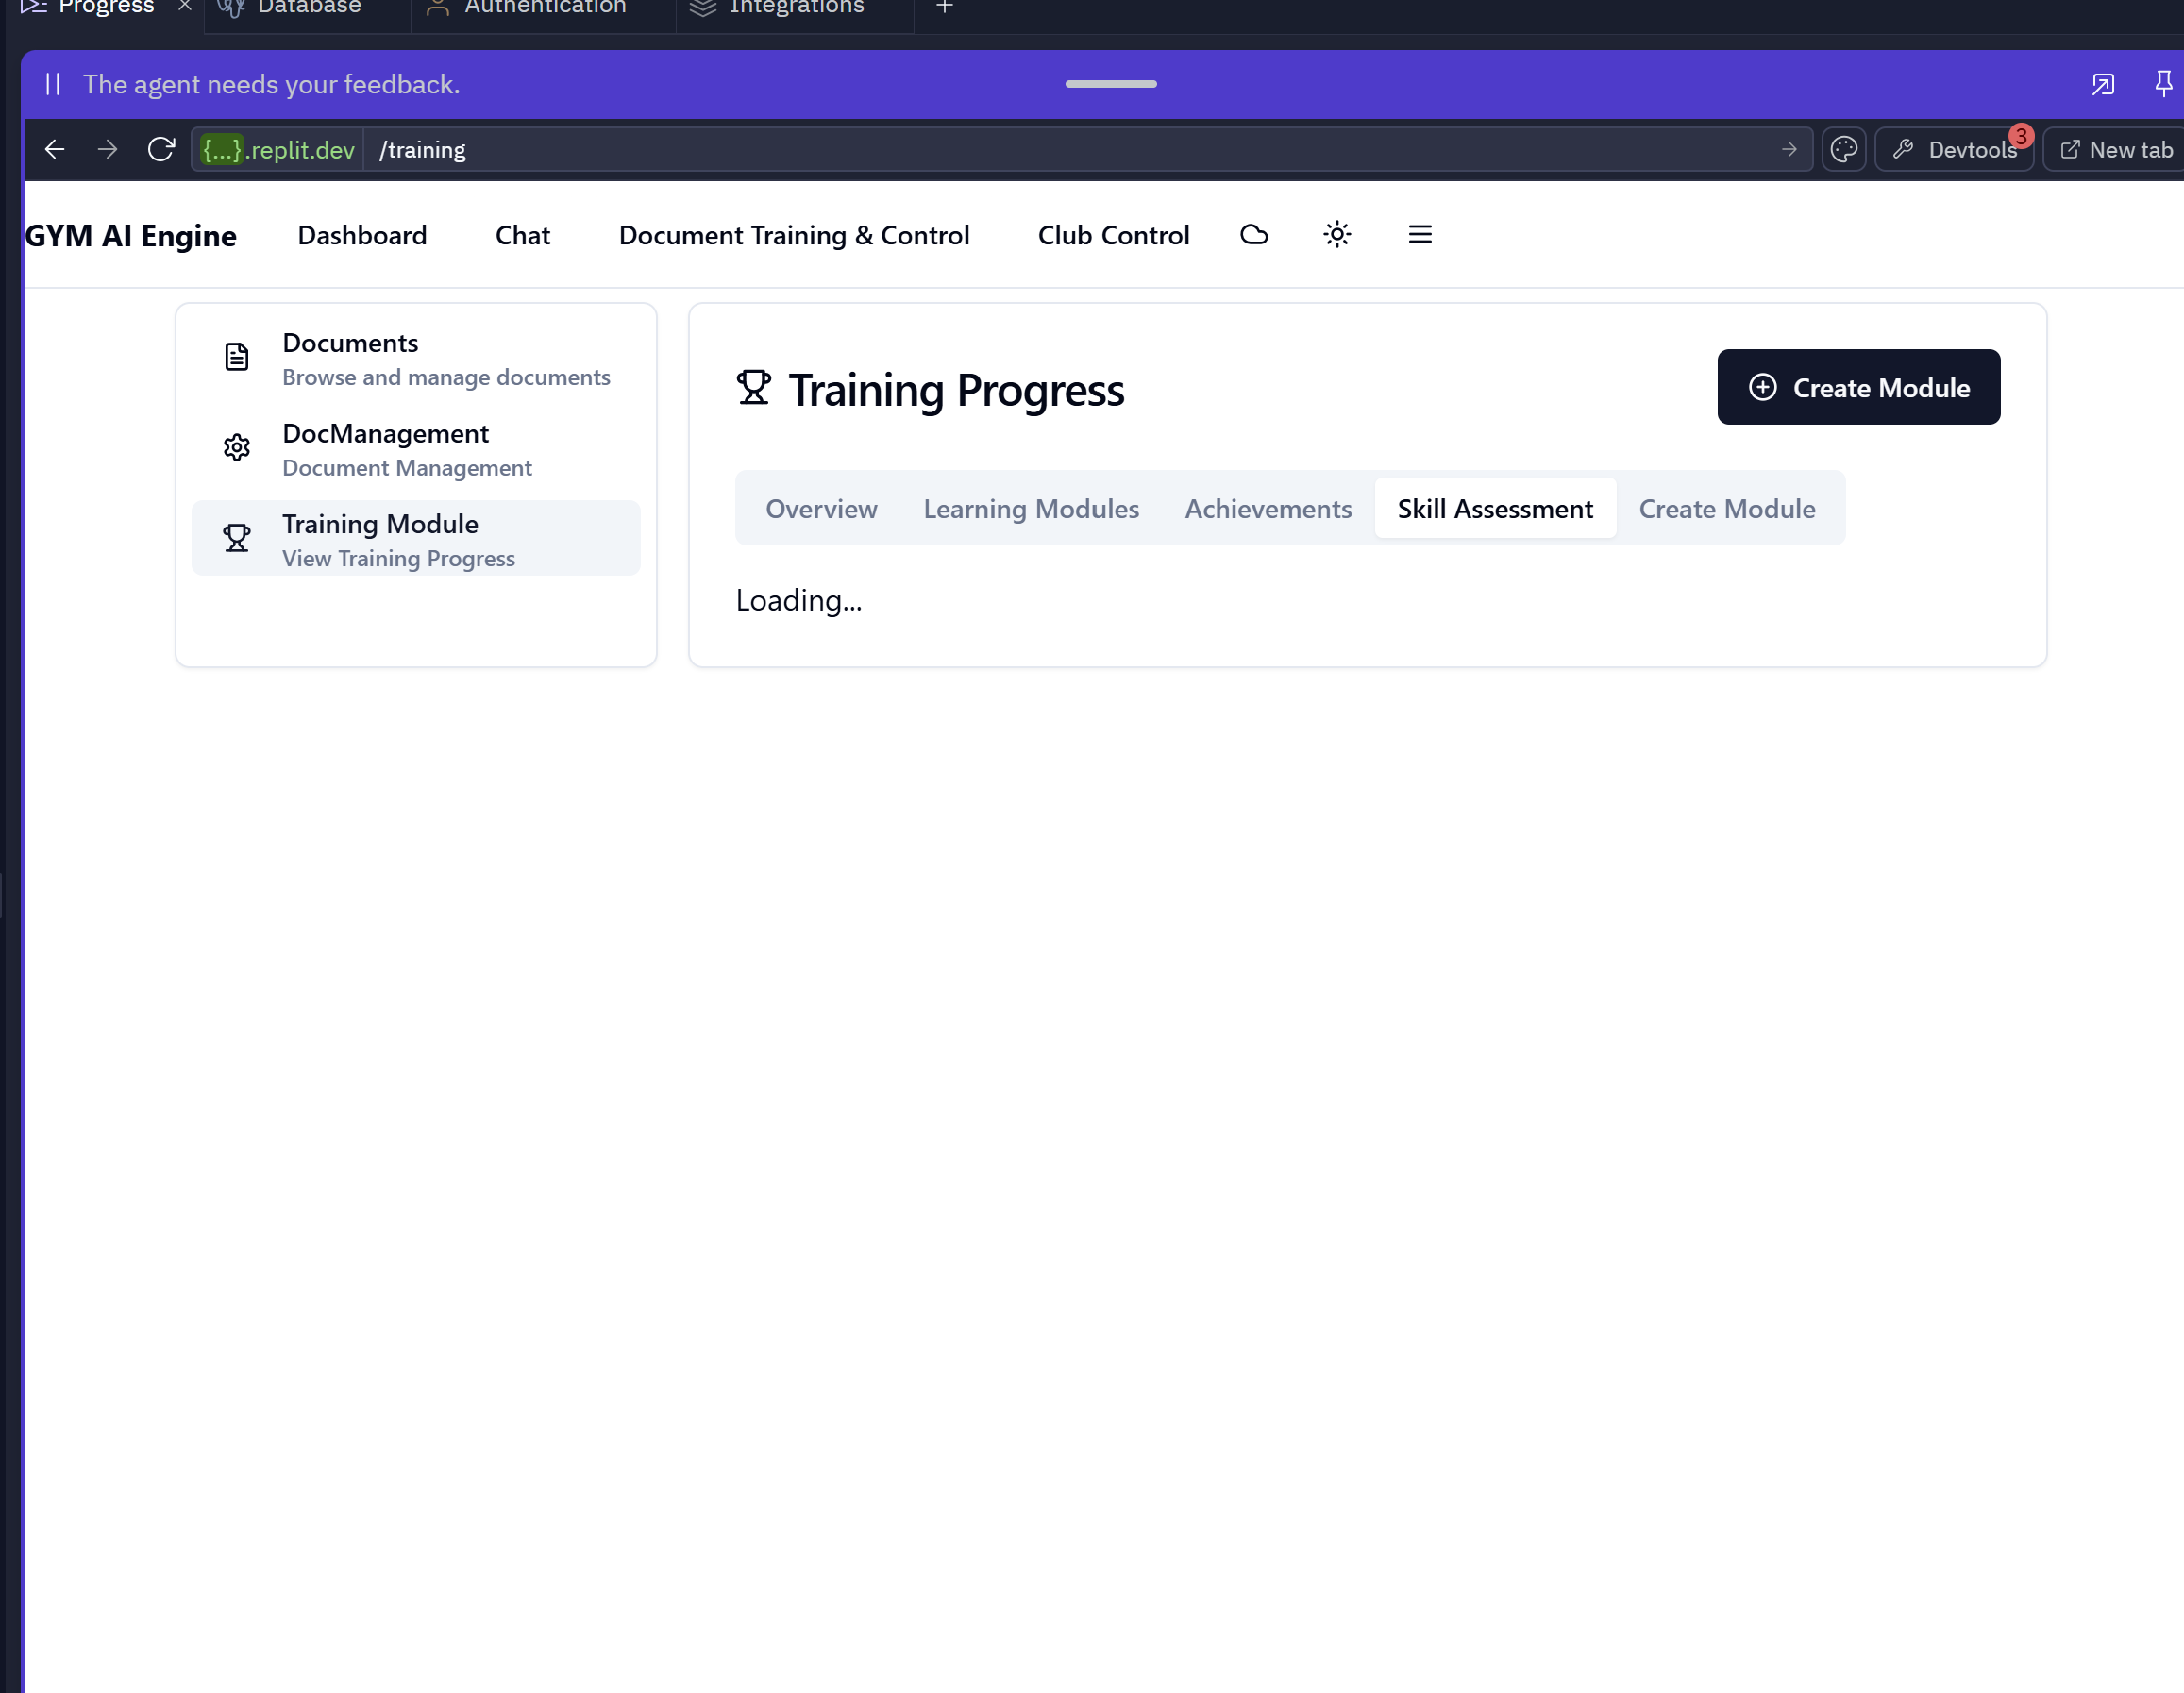 Progress Database Authentication Integrations
The agent needs your feedback.
{...}.replit.dev /training Devtools 3 New tab
GYM AI Engine Dashboard Chat Document Training & Control Club Control
Documents
Browse and manage documents
DocManagement
Document Management
Training Module
View Training Progress
Training Progress
Create Module
Overview Learning Modules Achievements Skill Assessment Create Module
Loading...